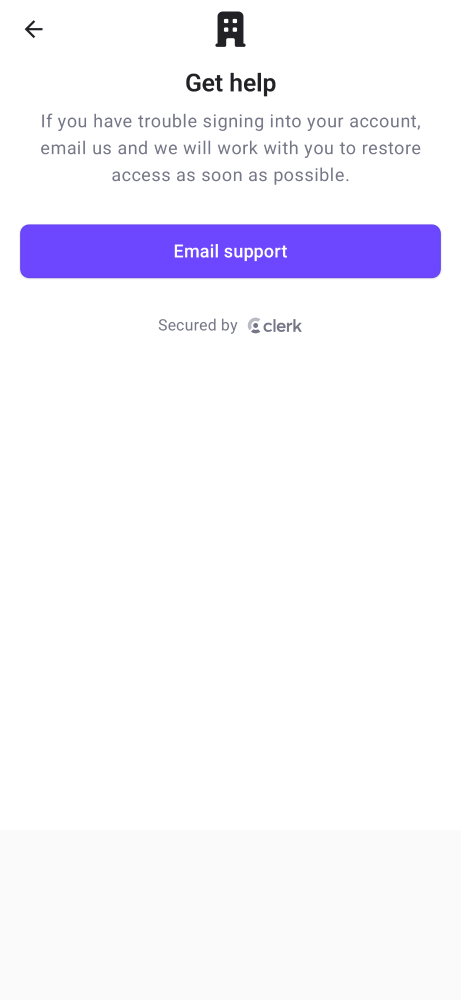 Get help
If you have trouble signing into your account,
email us and we will work with you to restore
access as soon as possible.
Email support
Secured by clerk